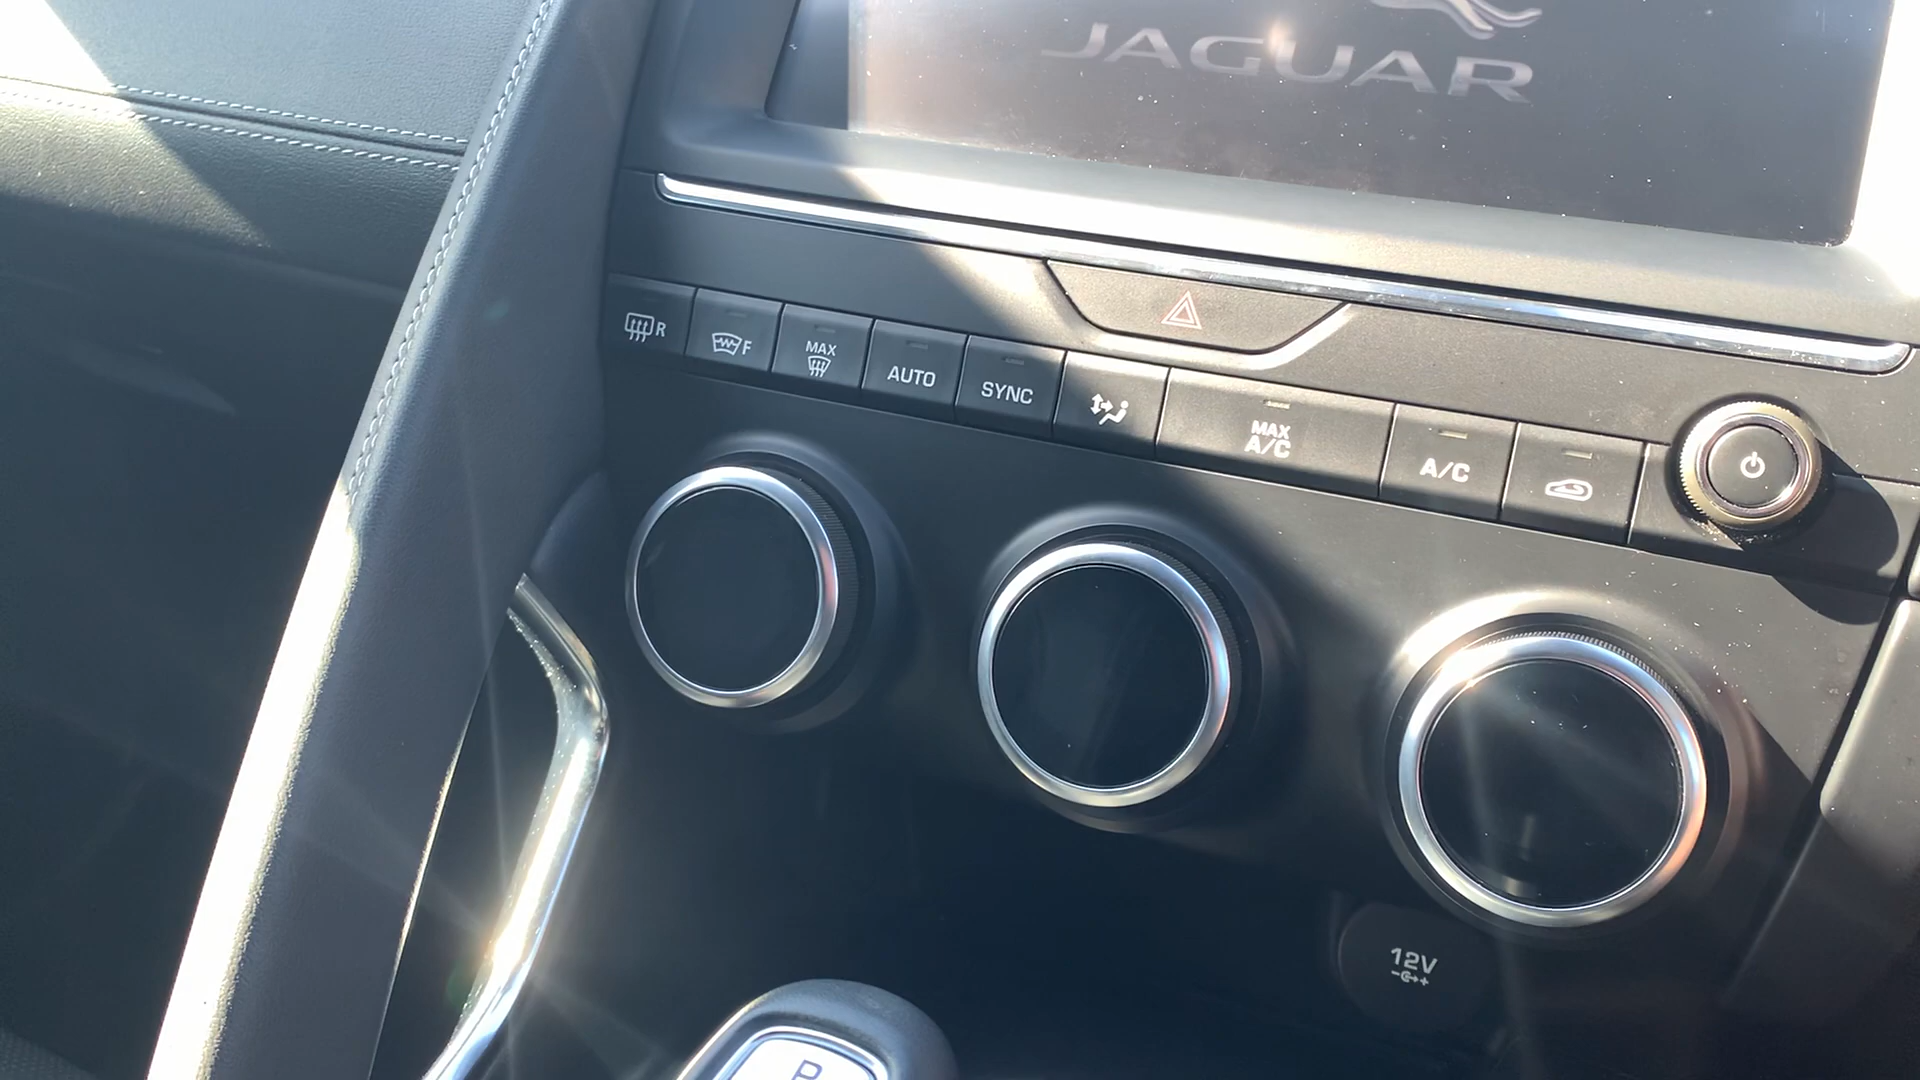 JAGUAR
R
F
MAX
AUTO
SYNC
MAX
A/C
A/C
12V
P